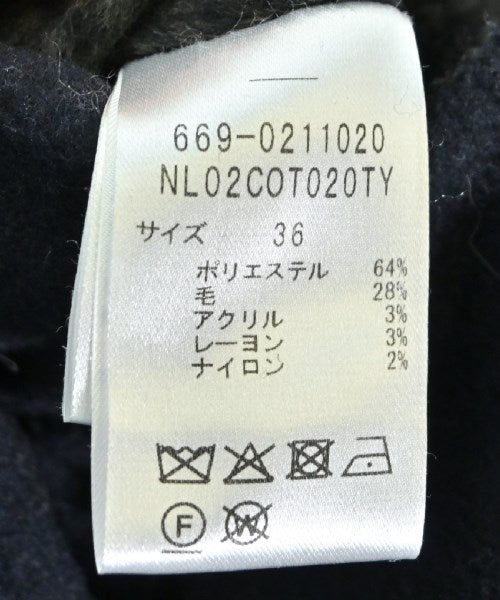 669-0211020
NL02COT020TY
サイズ 36
ポリエステル 64%
毛 28%
アクリル 3%
レーヨン 3%
ナイロン 2%
F W